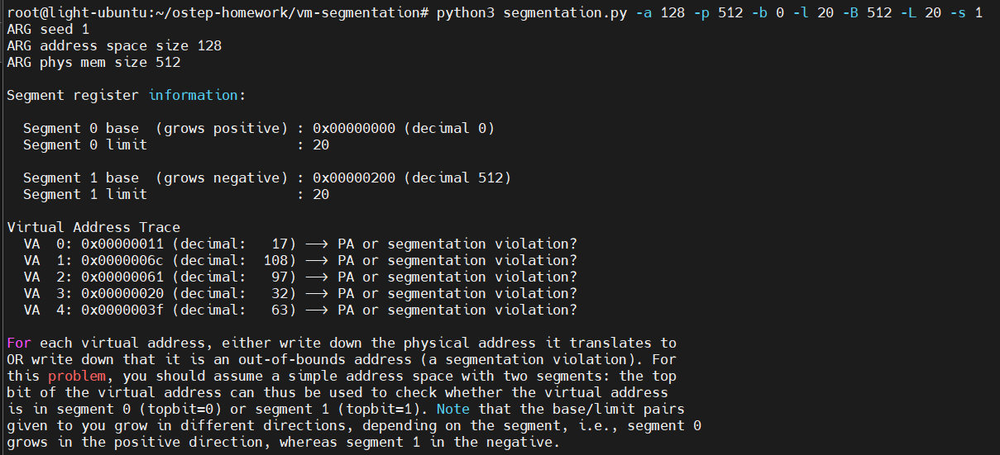 root@light-ubuntu:~/ostep-homework/vm-segmentation# python3 segmentation.py -a 128 -p 512 -b 0 -l 20 -B 512 -L 20 -s 1
ARG seed 1
ARG address space size 128
ARG phys mem size 512
Segment register information:
Segment 0 base  (grows positive) : 0x00000000 (decimal 0)
Segment 0 limit                  : 20
Segment 1 base  (grows negative) : 0x00000200 (decimal 512)
Segment 1 limit                  : 20
Virtual Address Trace
VA  0: 0x00000011 (decimal:   17) --> PA or segmentation violation?
VA  1: 0x0000006c (decimal:  108) --> PA or segmentation violation?
VA  2: 0x00000061 (decimal:   97) --> PA or segmentation violation?
VA  3: 0x00000020 (decimal:   32) --> PA or segmentation violation?
VA  4: 0x0000003f (decimal:   63) --> PA or segmentation violation?
For each virtual address, either write down the physical address it translates to
OR write down that it is an out-of-bounds address (a segmentation violation). For
this problem, you should assume a simple address space with two segments: the top
bit of the virtual address can thus be used to check whether the virtual address
is in segment 0 (topbit=0) or segment 1 (topbit=1). Note that the base/limit pairs
given to you grow in different directions, depending on the segment, i.e., segment 0
grows in the positive direction, whereas segment 1 in the negative.